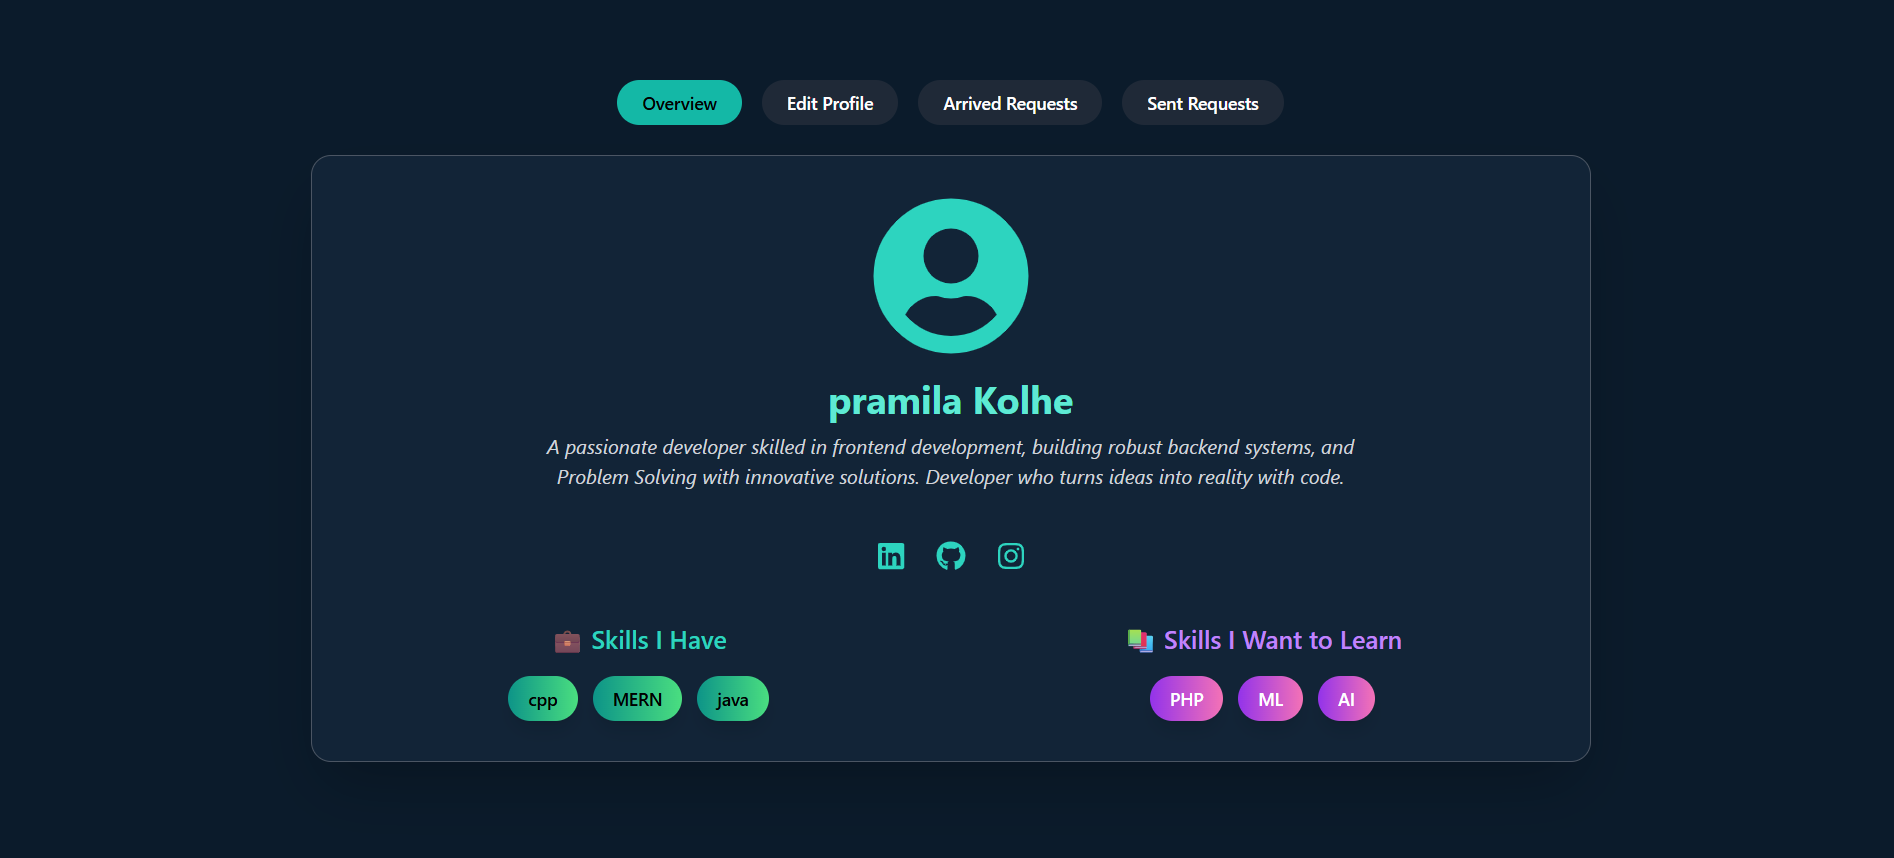 Overview Edit Profile Arrived Requests Sent Requests
pramila Kolhe
A passionate developer skilled in frontend development, building robust backend systems, and
Problem Solving with innovative solutions. Developer who turns ideas into reality with code.
Skills I Have
cpp MERN java
Skills I Want to Learn
PHP ML AI